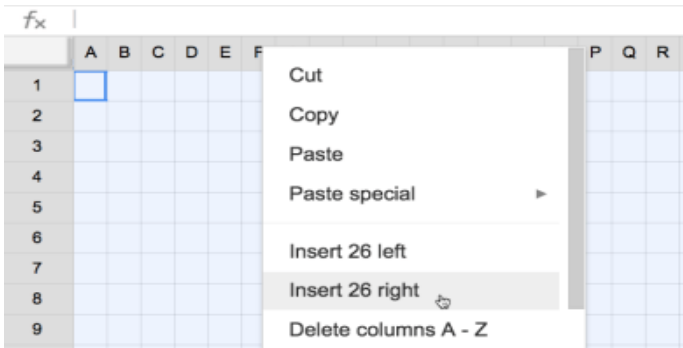 fx
A B C D E F P Q R
1
2
3
4
5
6
7
8
9
Cut
Copy
Paste
Paste special
Insert 26 left
Insert 26 right
Delete columns A - Z